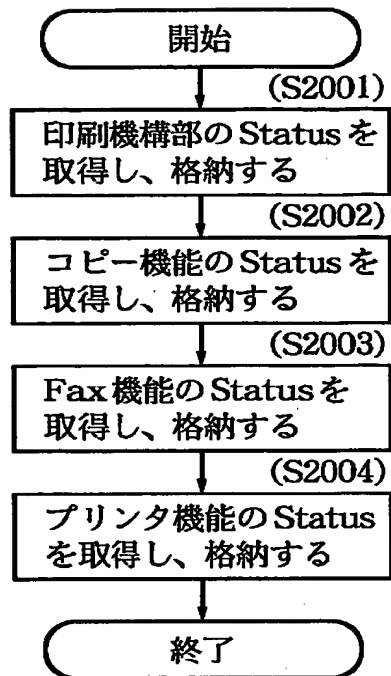 開始
(S2001)
印刷機構部のStatusを
取得し、格納する
(S2002)
コピー機能のStatusを
取得し、格納する
(S2003)
Fax機能のStatusを
取得し、格納する
(S2004)
プリンタ機能のStatus
を取得し、格納する
終了